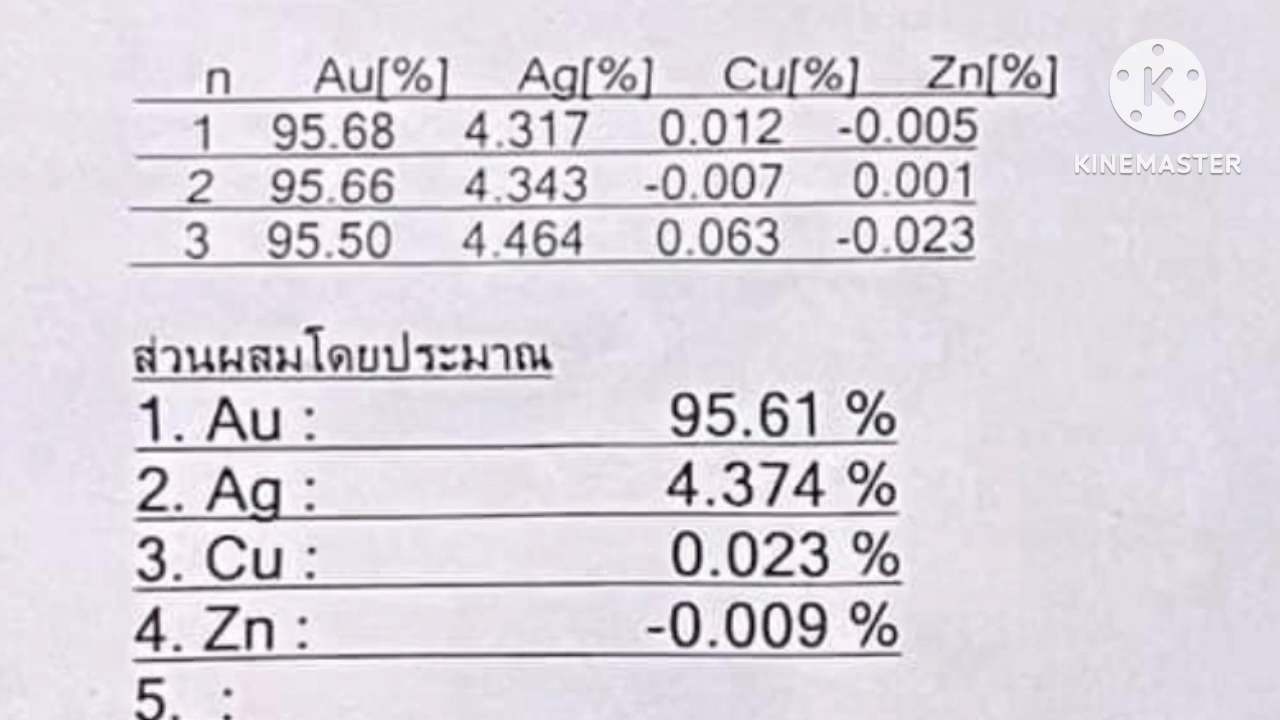 n Au[%] Ag[%] Cu[%] Zn[%]
1 95.68 4.317 0.012 -0.005
2 95.66 4.343 -0.007 0.001
3 95.50 4.464 0.063 -0.023
ส่วนผสมโดยประมาณ
1. Au : 95.61 %
2. Ag : 4.374 %
3. Cu : 0.023 %
4. Zn : -0.009 %
5. :
K
KINEMASTER